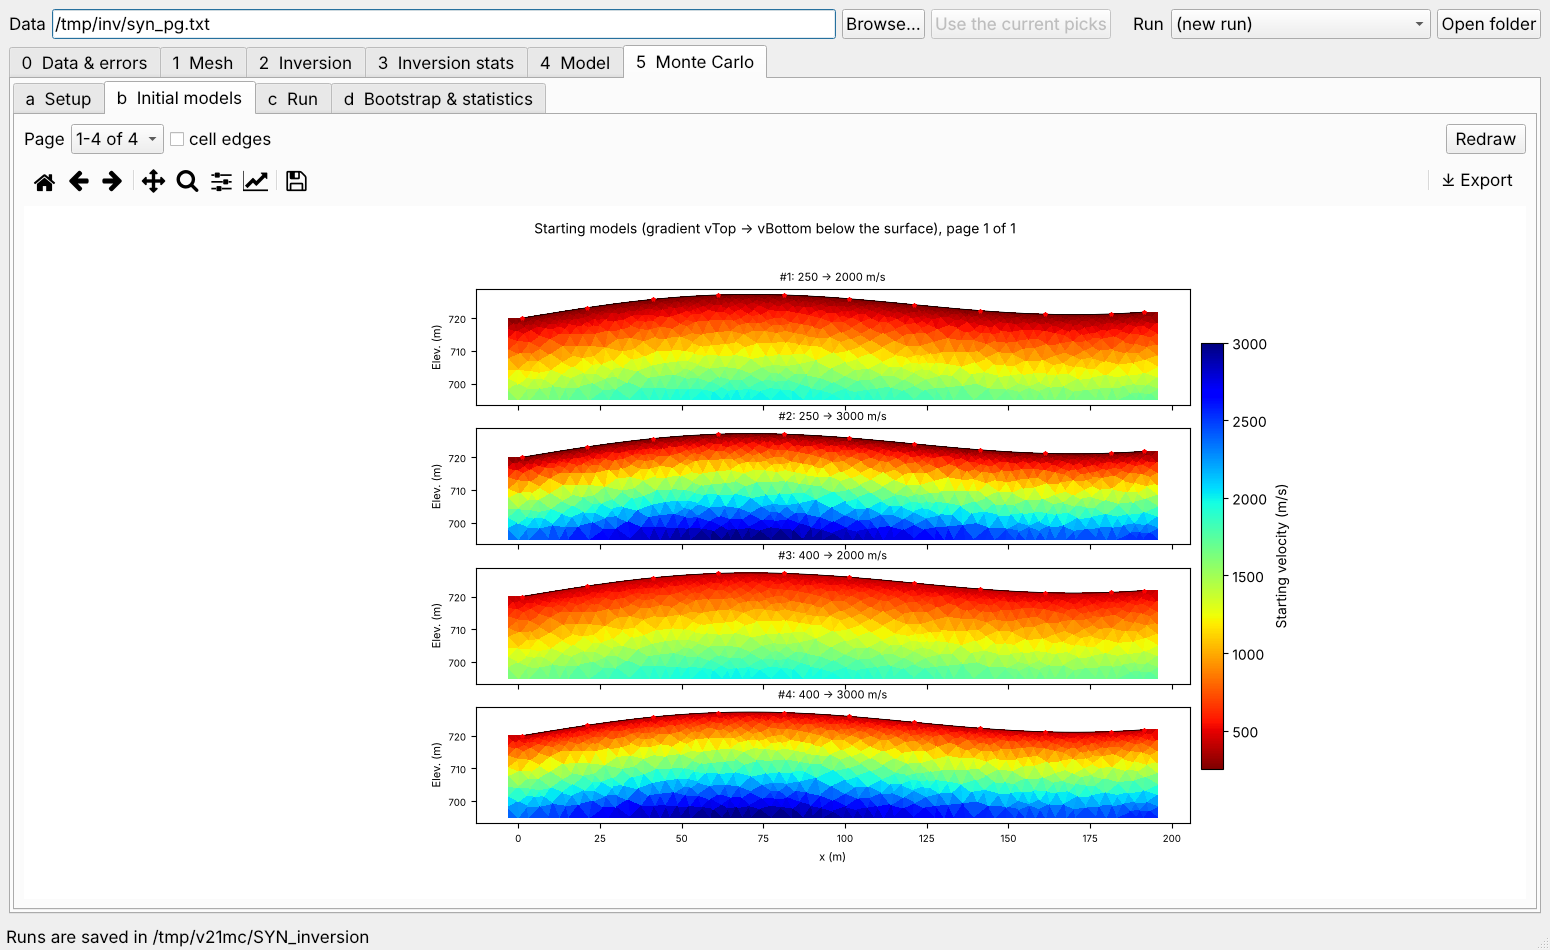 Data /tmp/inv/syn_pg.txt Browse... Use the current picks Run (new run) Open folder
0 Data & errors 1 Mesh 2 Inversion 3 Inversion stats 4 Model 5 Monte Carlo
a Setup b Initial models c Run d Bootstrap & statistics
Page 1-4 of 4 cell edges Redraw
Export
Starting models (gradient vTop → vBottom below the surface), page 1 of 1
#1: 250 → 2000 m/s
Elev. (m)
720
710
700
#2: 250 → 3000 m/s
Elev. (m)
720
710
700
#3: 400 → 2000 m/s
Elev. (m)
720
710
700
#4: 400 → 3000 m/s
Elev. (m)
720
710
700
0 25 50 75 100 125 150 175 200
x (m)
3000
2500
2000
1500
1000
500
Starting velocity (m/s)
Runs are saved in /tmp/v21mc/SYN_inversion